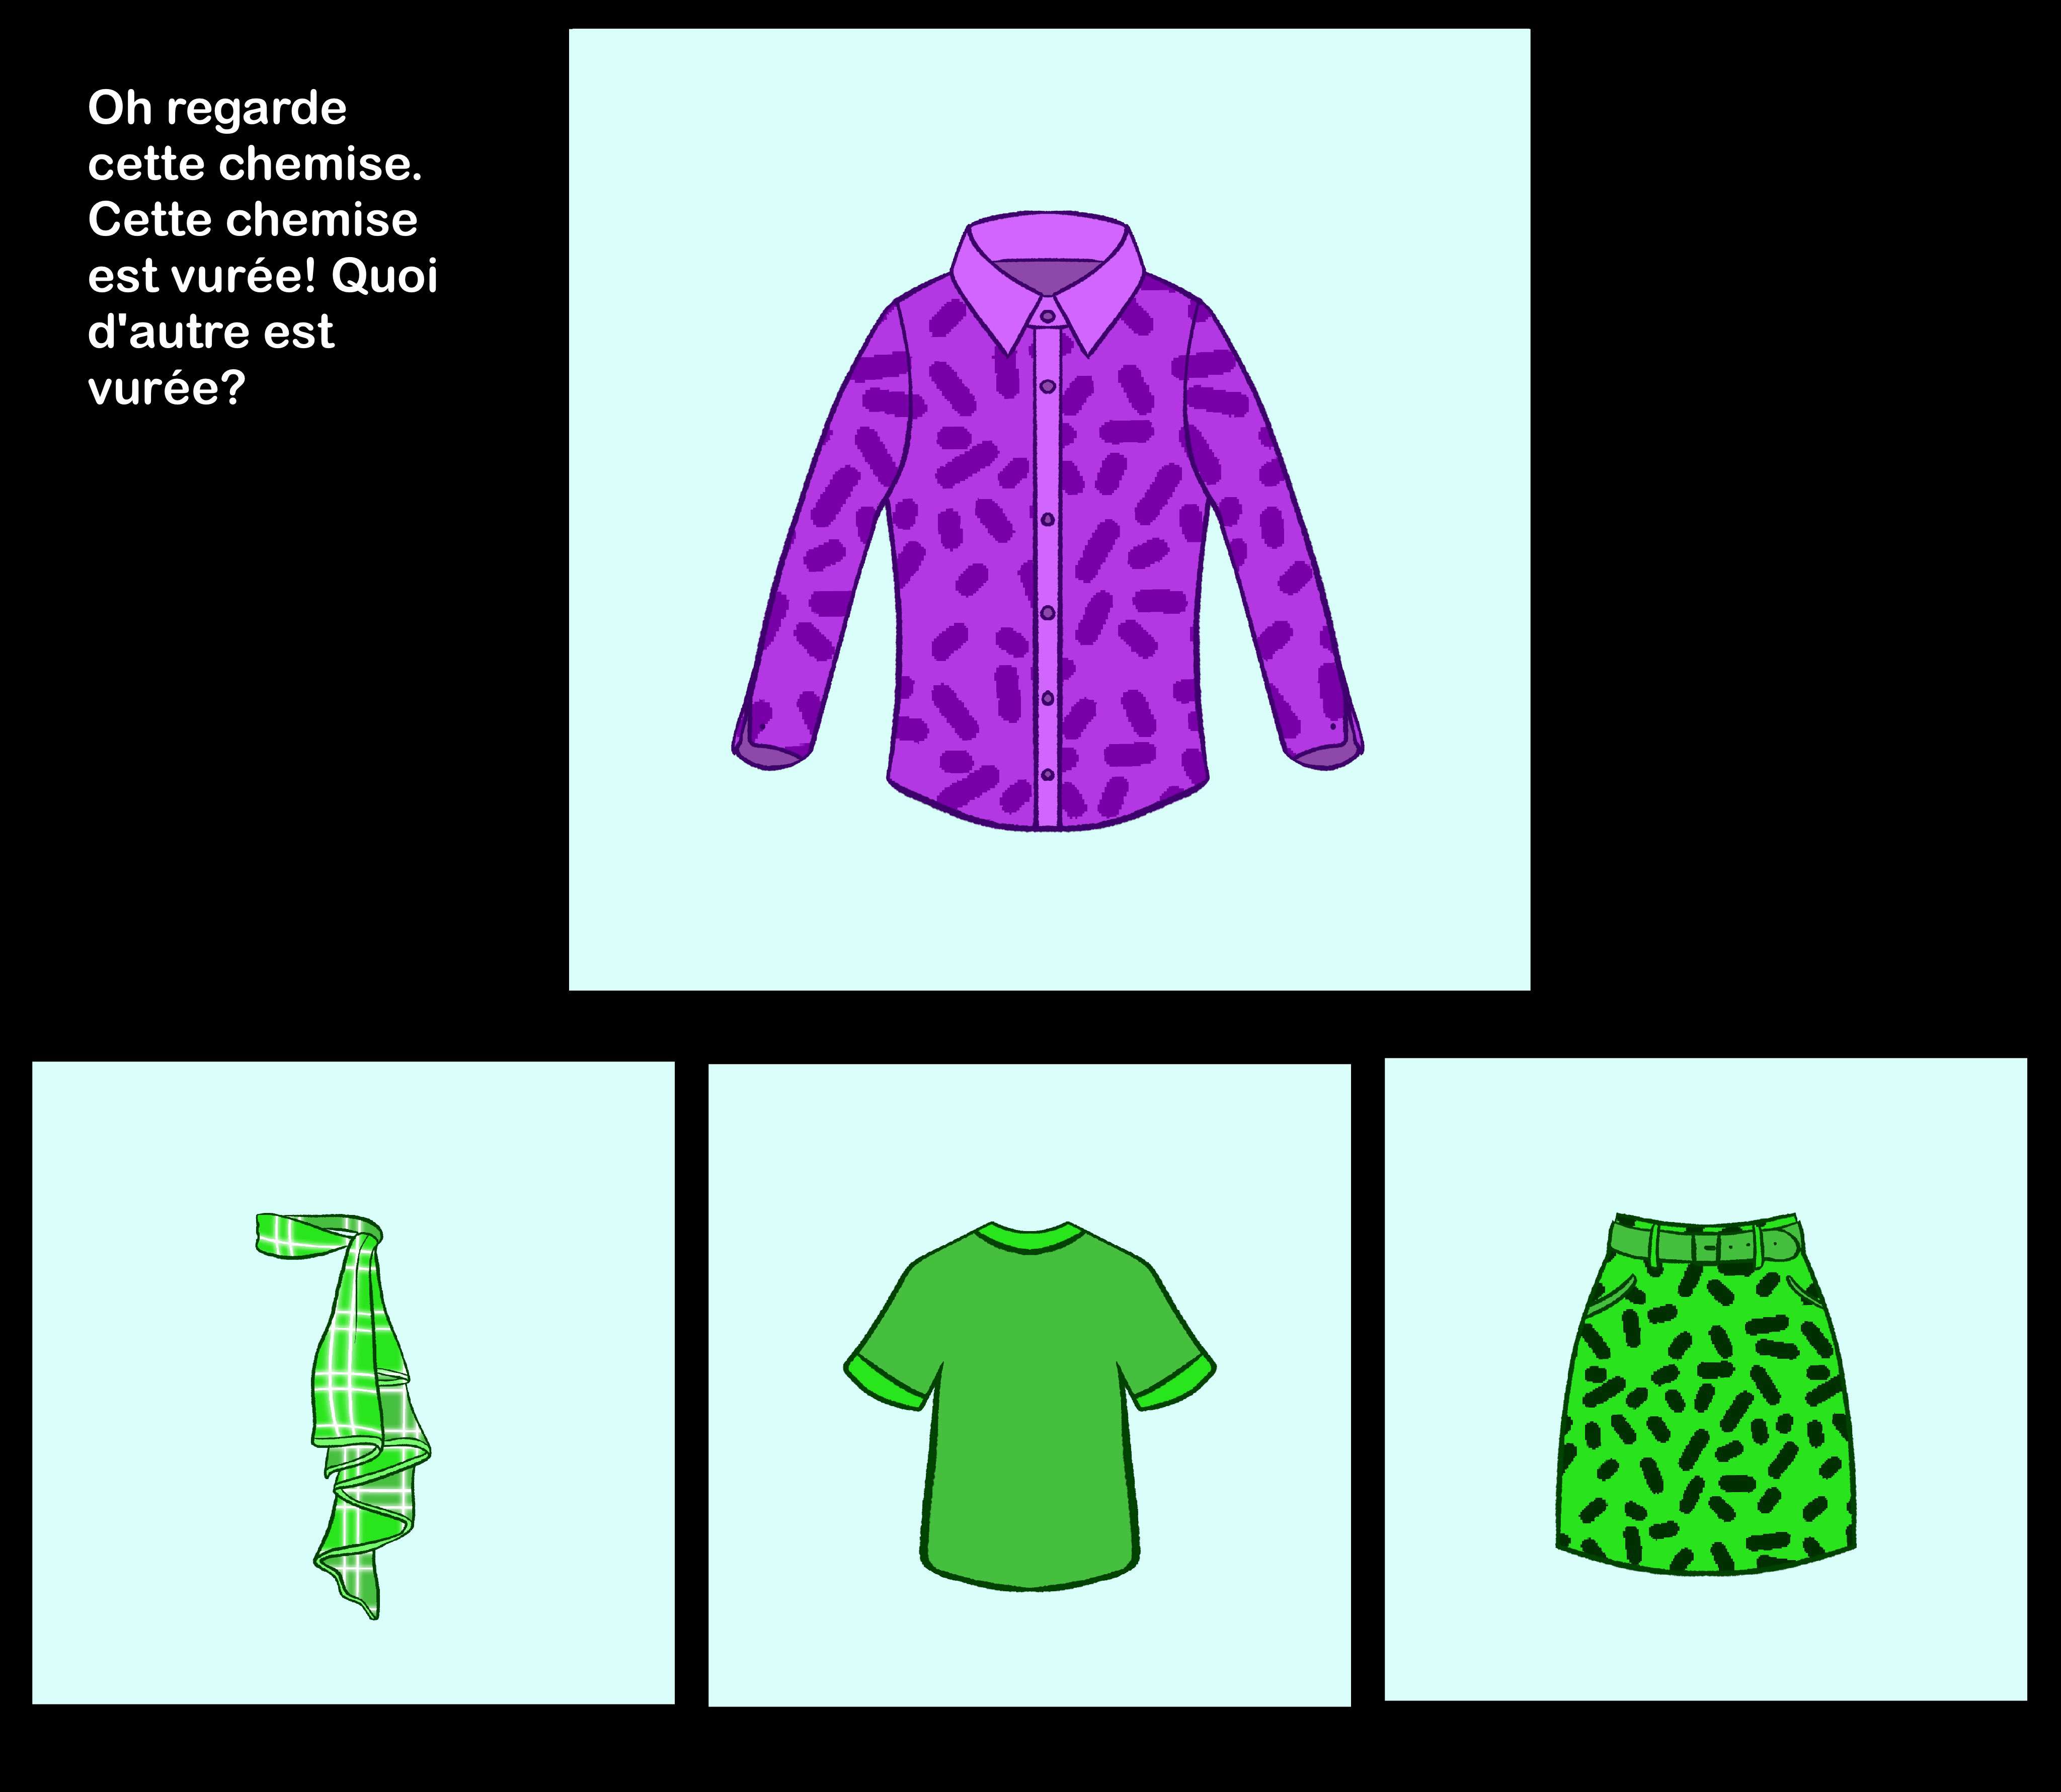 Oh regarde
cette chemise.
Cette chemise
est vurée! Quoi
d'autre est
vurée?